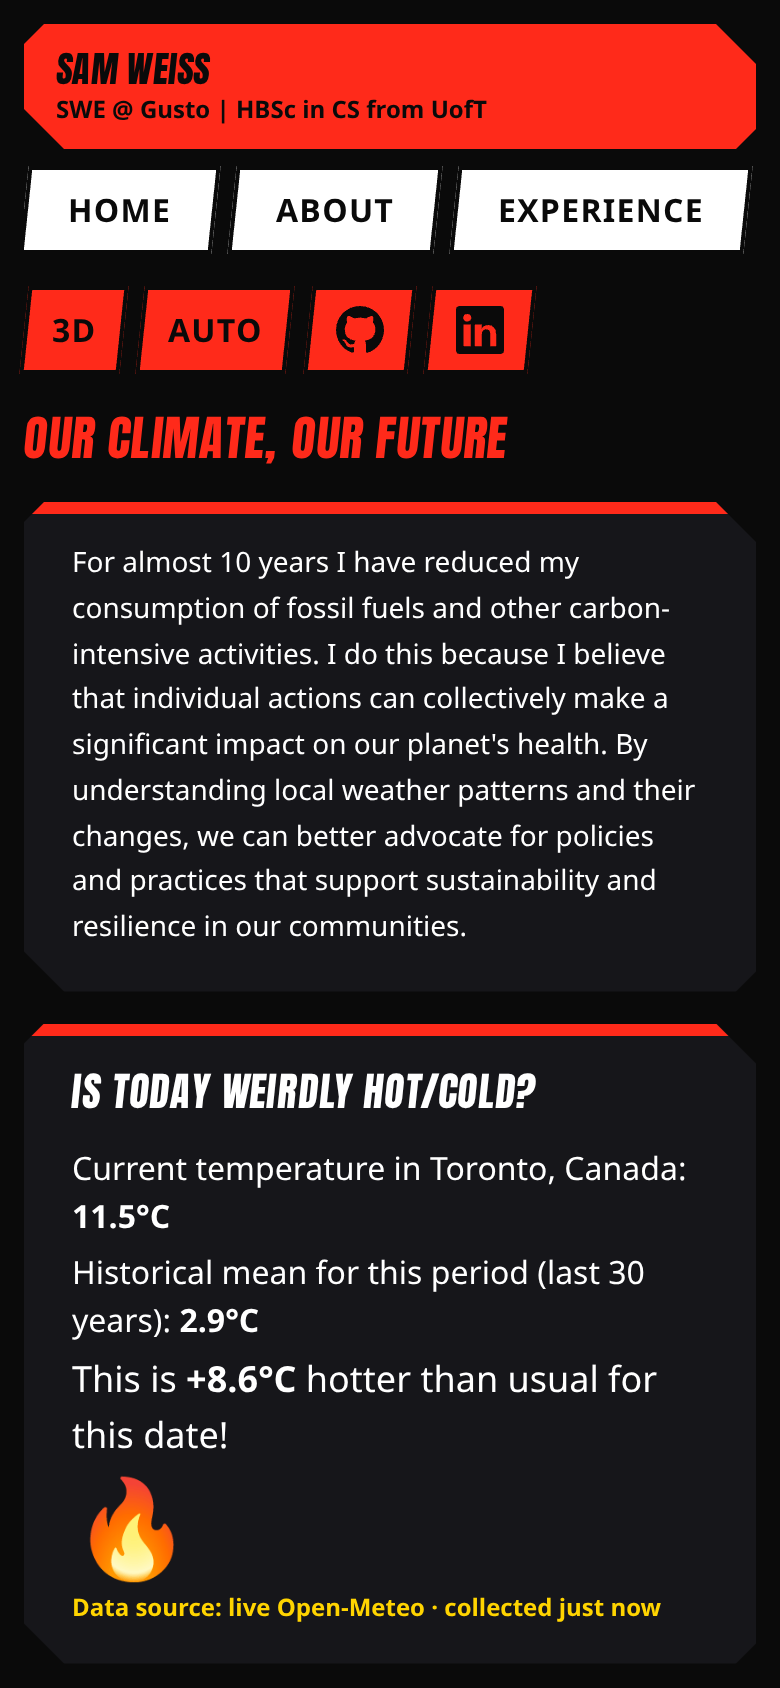 SAM WEISS
SWE @ Gusto | HBSc in CS from UofT
HOME ABOUT EXPERIENCE
3D AUTO in
OUR CLIMATE, OUR FUTURE
For almost 10 years I have reduced my
consumption of fossil fuels and other carbon-
intensive activities. I do this because I believe
that individual actions can collectively make a
significant impact on our planet's health. By
understanding local weather patterns and their
changes, we can better advocate for policies
and practices that support sustainability and
resilience in our communities.
IS TODAY WEIRDLY HOT/COLD?
Current temperature in Toronto, Canada:
11.5°C
Historical mean for this period (last 30
years): 2.9°C
This is +8.6°C hotter than usual for
this date!
Data source: live Open-Meteo · collected just now